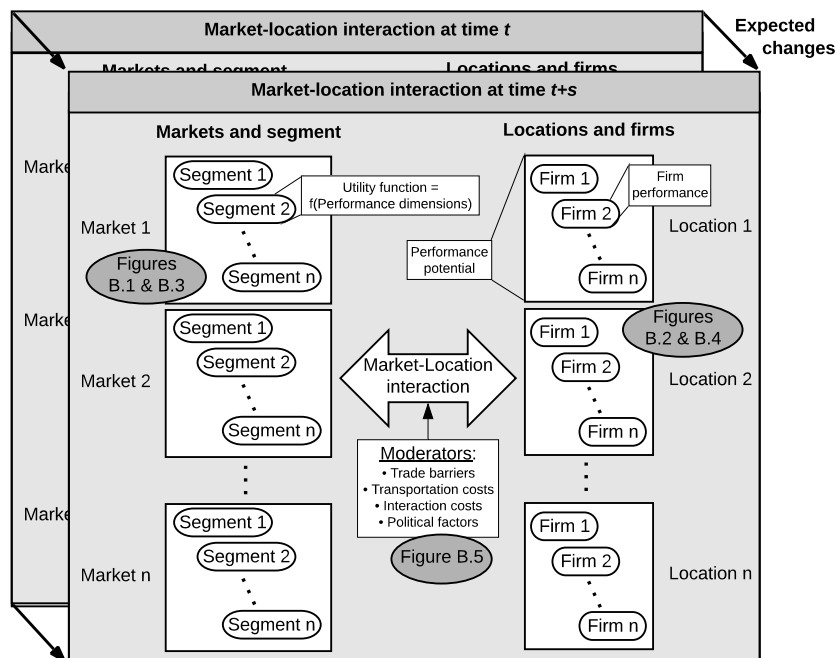 Market-location interaction at time t
Expected
changes
Markets and segment
Locations and firms
Market-location interaction at time t+s
Markets and segment
Locations and firms
Marke
Segment 1
Segment 2
Segment n
Utility function =
f(Performance dimensions)
Market 1
Figures
B.1 & B.3
Firm 1
Firm 2
Firm n
Firm
performance
Performance
potential
Location 1
Figures
B.2 & B.4
Marke
Market 2
Segment 1
Segment 2
Segment n
Market-Location
interaction
Firm 1
Firm 2
Firm n
Location 2
Moderators:
• Trade barriers
• Transportation costs
• Interaction costs
• Political factors
Figure B.5
Marke
Market n
Segment 1
Segment 2
Segment n
Firm 1
Firm 2
Firm n
Location n